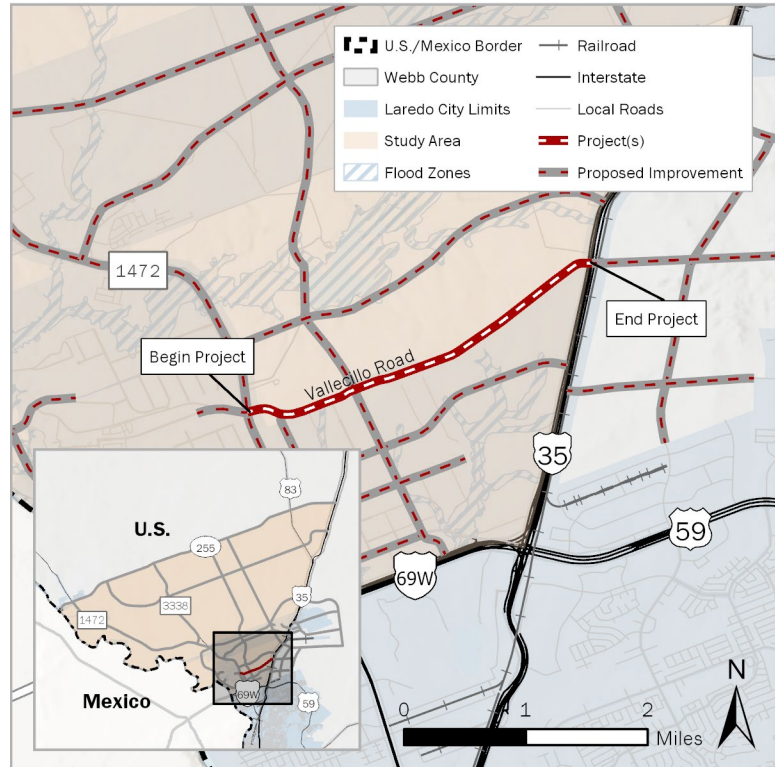 U.S./Mexico Border
Webb County
Laredo City Limits
Study Area
Flood Zones
Railroad
Interstate
Local Roads
Project(s)
Proposed Improvement
1472
End Project
Begin Project
Vallecillo Road
35
59
69W
83
U.S.
255
35
3338
1472
69W
59
Mexico
N
0 1 2
Miles